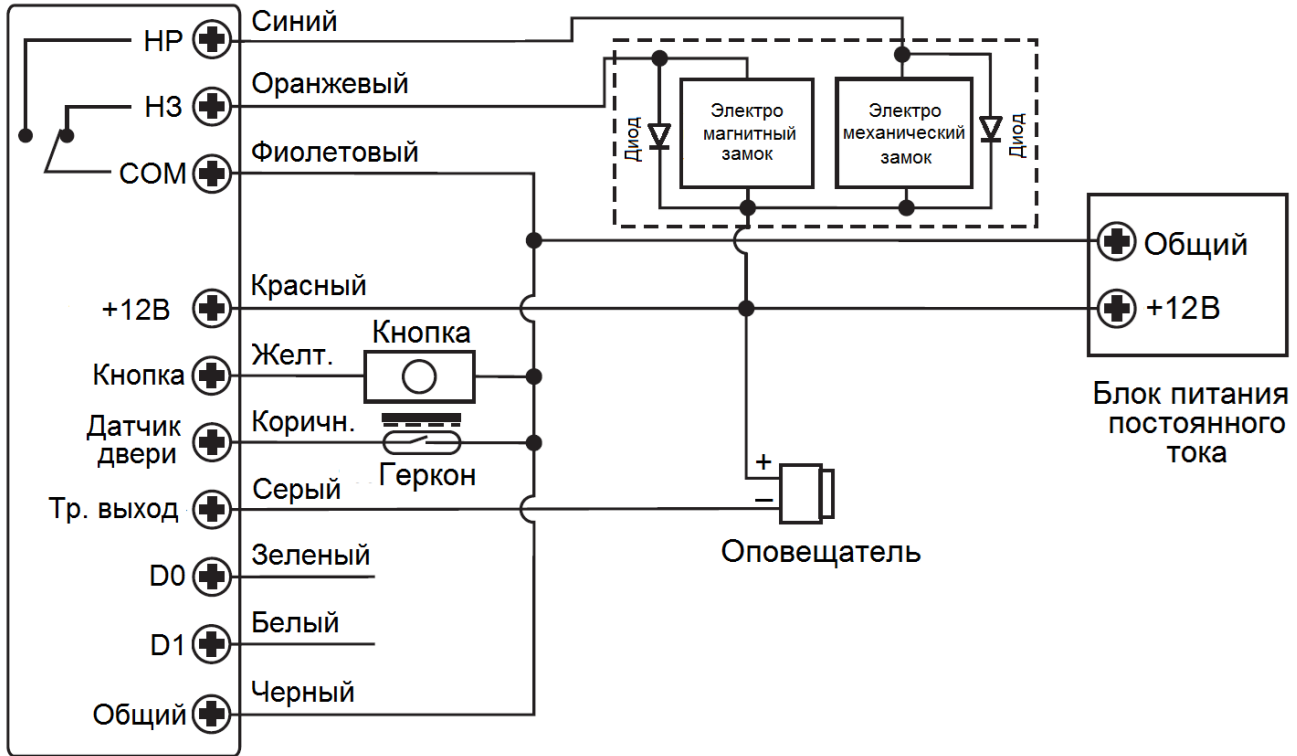 НР
Синий
НЗ
Оранжевый
COM
Фиолетовый
Диод
Электро
магнитный
замок
Электро
механический
замок
Диод
Общий
+12В
Красный
+12В
Кнопка
Кнопка
Желт.
Датчик
двери
Коричн.
Геркон
Блок питания
постоянного
тока
Тр. выход
Серый
+
–
Оповещатель
D0
Зеленый
D1
Белый
Общий
Черный